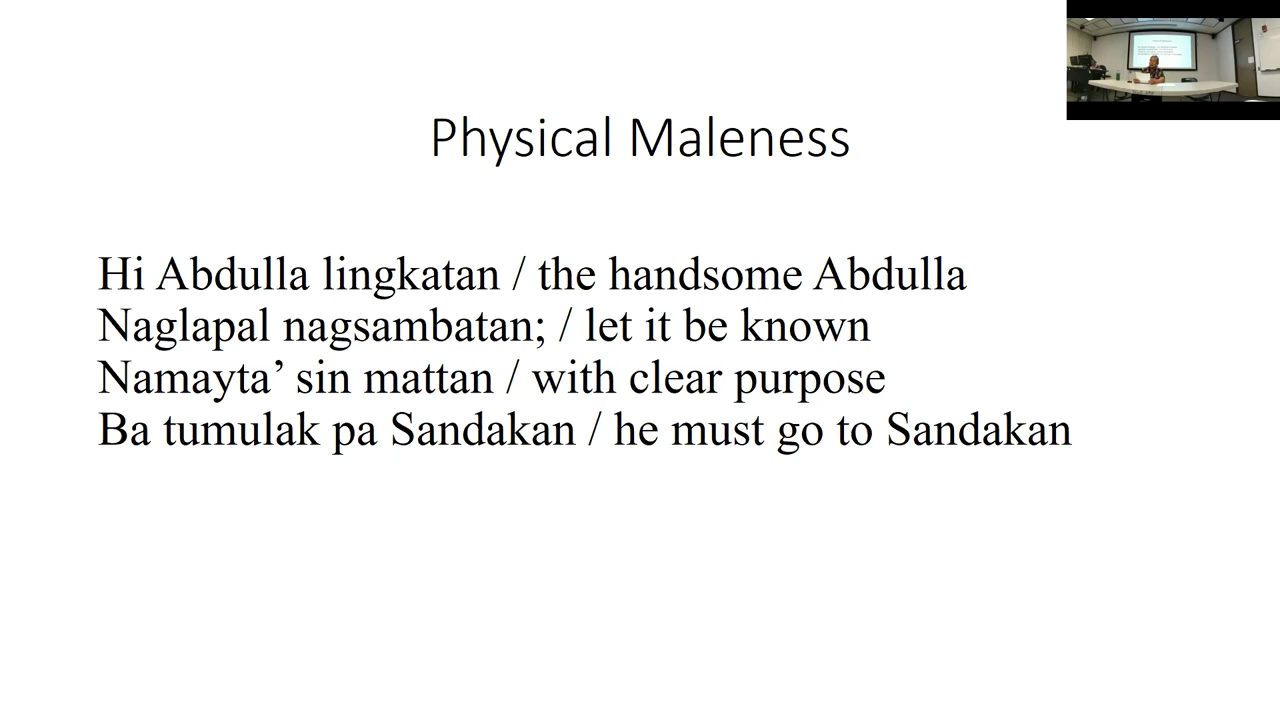 Physical Maleness
Hi Abdulla lingkatan / the handsome Abdulla
Naglapal nagsambatan; / let it be known
Namayta’ sin mattan / with clear purpose
Ba tumulak pa Sandakan / he must go to Sandakan